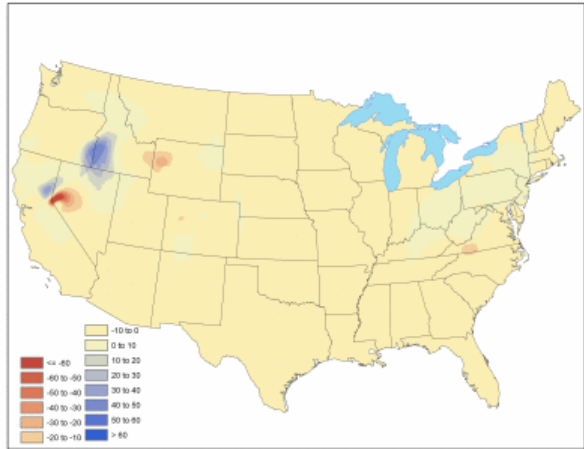 <= -60
-60 to -50
-50 to -40
-40 to -30
-30 to -20
-20 to -10
-10 to 0
0 to 10
10 to 20
20 to 30
30 to 40
40 to 50
50 to 60
> 60